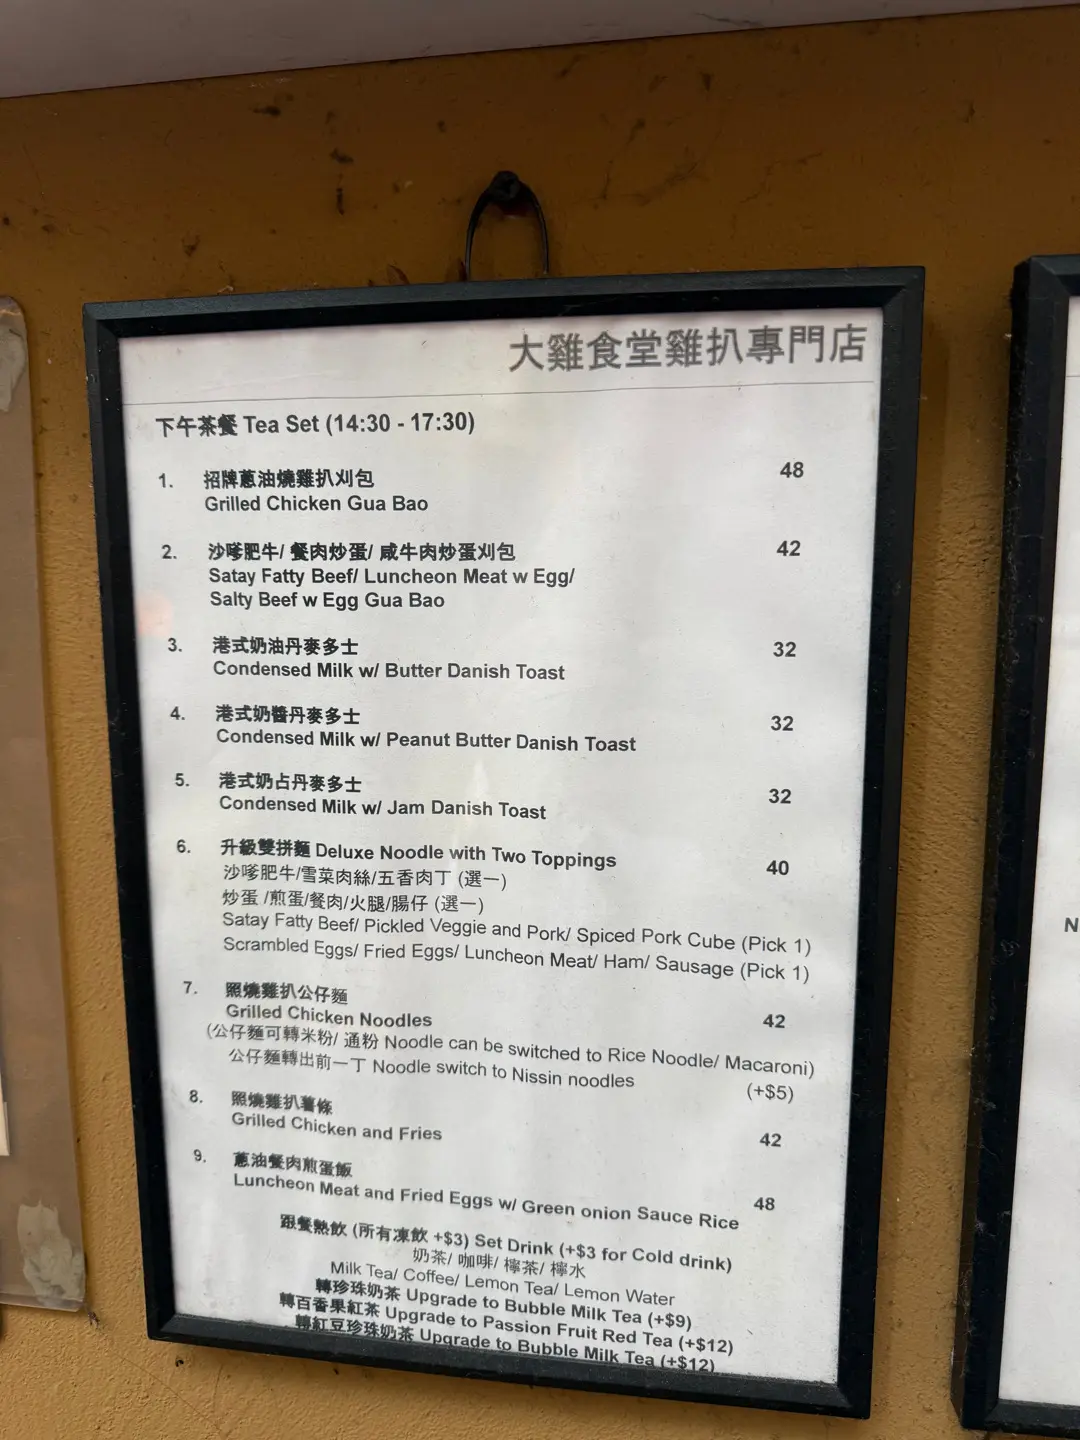 大雞食堂雞扒專門店
下午茶餐 Tea Set (14:30 - 17:30)
1. 招牌蔥油燒雞扒刈包 48
Grilled Chicken Gua Bao
2. 沙嗲肥牛/ 餐肉炒蛋/ 咸牛肉炒蛋刈包 42
Satay Fatty Beef/ Luncheon Meat w Egg/
Salty Beef w Egg Gua Bao
3. 港式奶油丹麥多士 32
Condensed Milk w/ Butter Danish Toast
4. 港式奶醬丹麥多士 32
Condensed Milk w/ Peanut Butter Danish Toast
5. 港式奶占丹麥多士 32
Condensed Milk w/ Jam Danish Toast
6. 升級雙拼麵 Deluxe Noodle with Two Toppings 40
沙嗲肥牛/雪菜肉絲/五香肉丁 (選一)
炒蛋 /煎蛋/餐肉/火腿/腸仔 (選一)
Satay Fatty Beef/ Pickled Veggie and Pork/ Spiced Pork Cube (Pick 1)
Scrambled Eggs/ Fried Eggs/ Luncheon Meat/ Ham/ Sausage (Pick 1)
7. 照燒雞扒公仔麵
Grilled Chicken Noodles 42
(公仔麵可轉米粉/ 通粉 Noodle can be switched to Rice Noodle/ Macaroni)
公仔麵轉出前一丁 Noodle switch to Nissin noodles (+$5)
8. 照燒雞扒薯條
Grilled Chicken and Fries 42
9. 蔥油餐肉煎蛋飯
Luncheon Meat and Fried Eggs w/ Green onion Sauce Rice 48
跟餐熱飲 (所有凍飲 +$3) Set Drink (+$3 for Cold drink)
奶茶/ 咖啡/ 檸茶/ 檸水
Milk Tea/ Coffee/ Lemon Tea/ Lemon Water
轉珍珠奶茶 Upgrade to Bubble Milk Tea (+$9)
轉百香果紅茶 Upgrade to Passion Fruit Red Tea (+$12)
轉紅豆珍珠奶茶 Upgrade to Bubble Milk Tea (+$12)
N